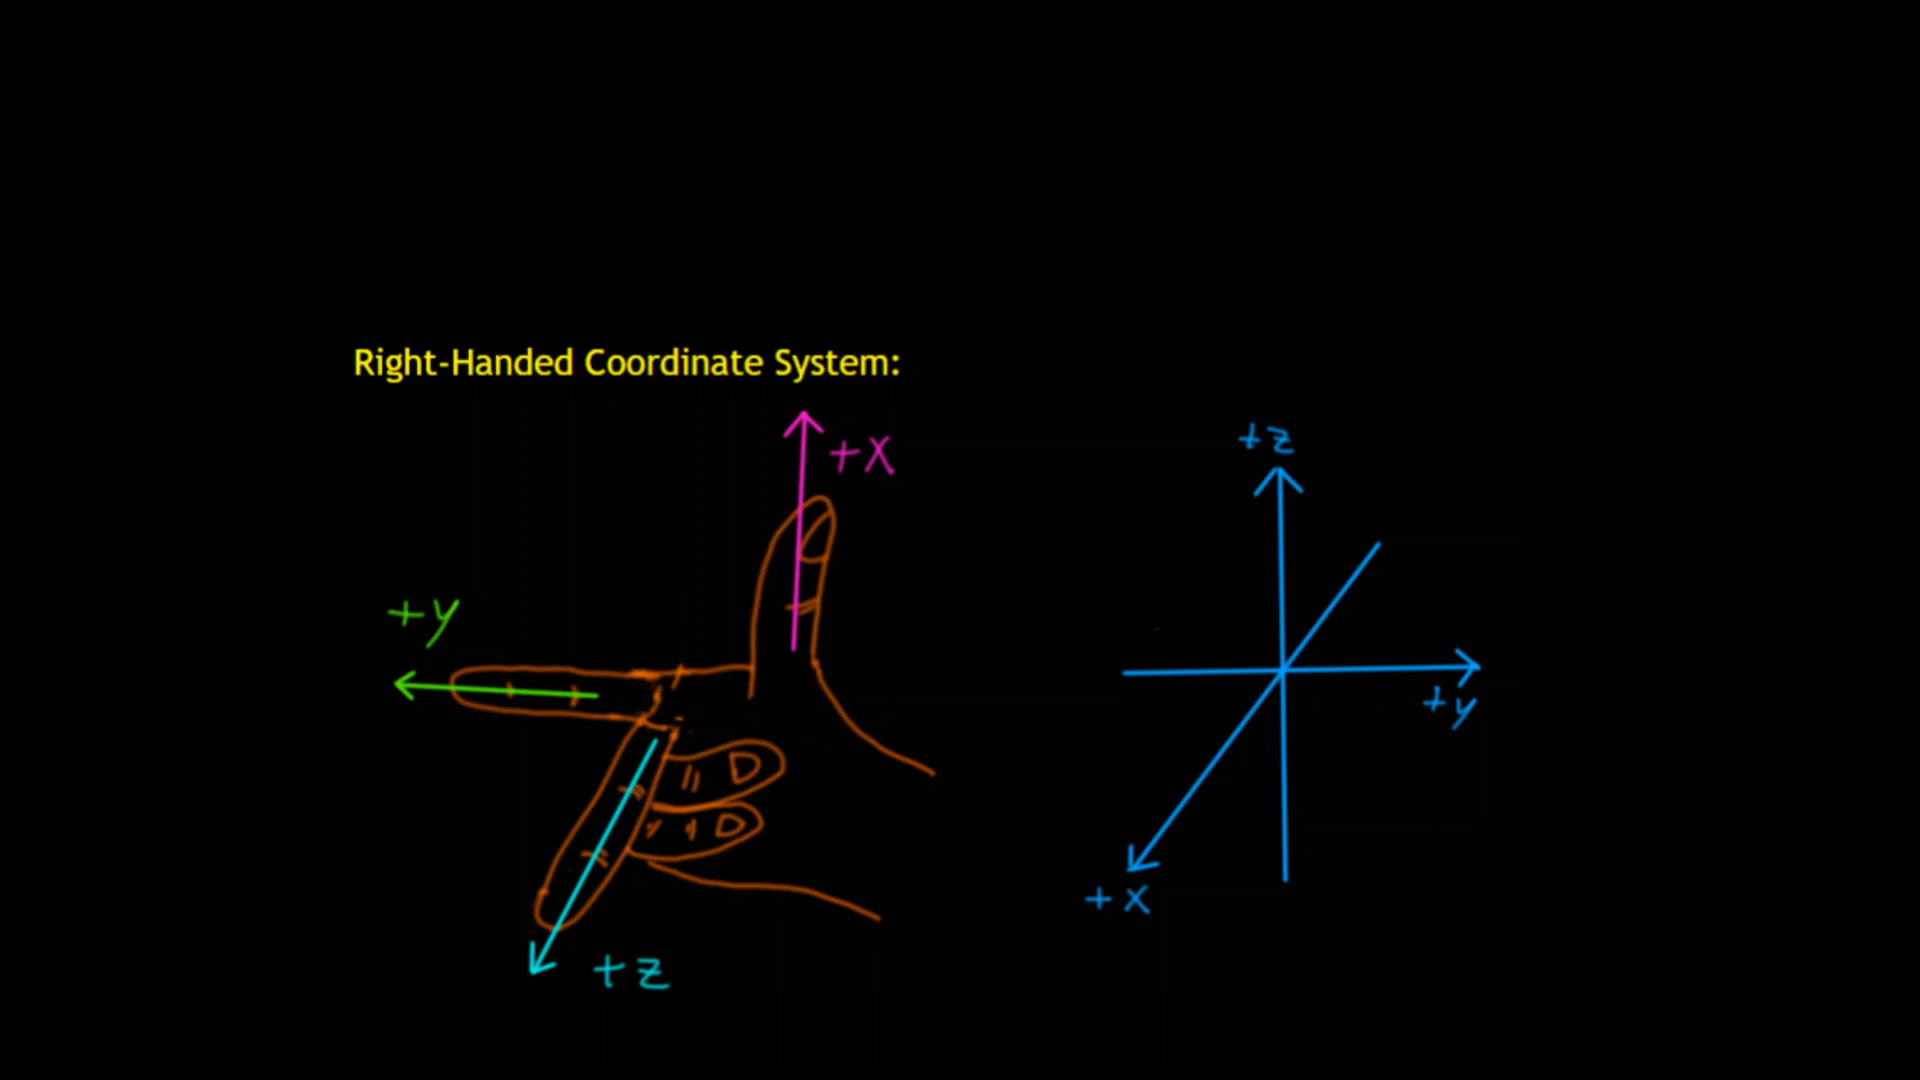 Right-Handed Coordinate System:
+X
+y
+z
+z
+y
+x